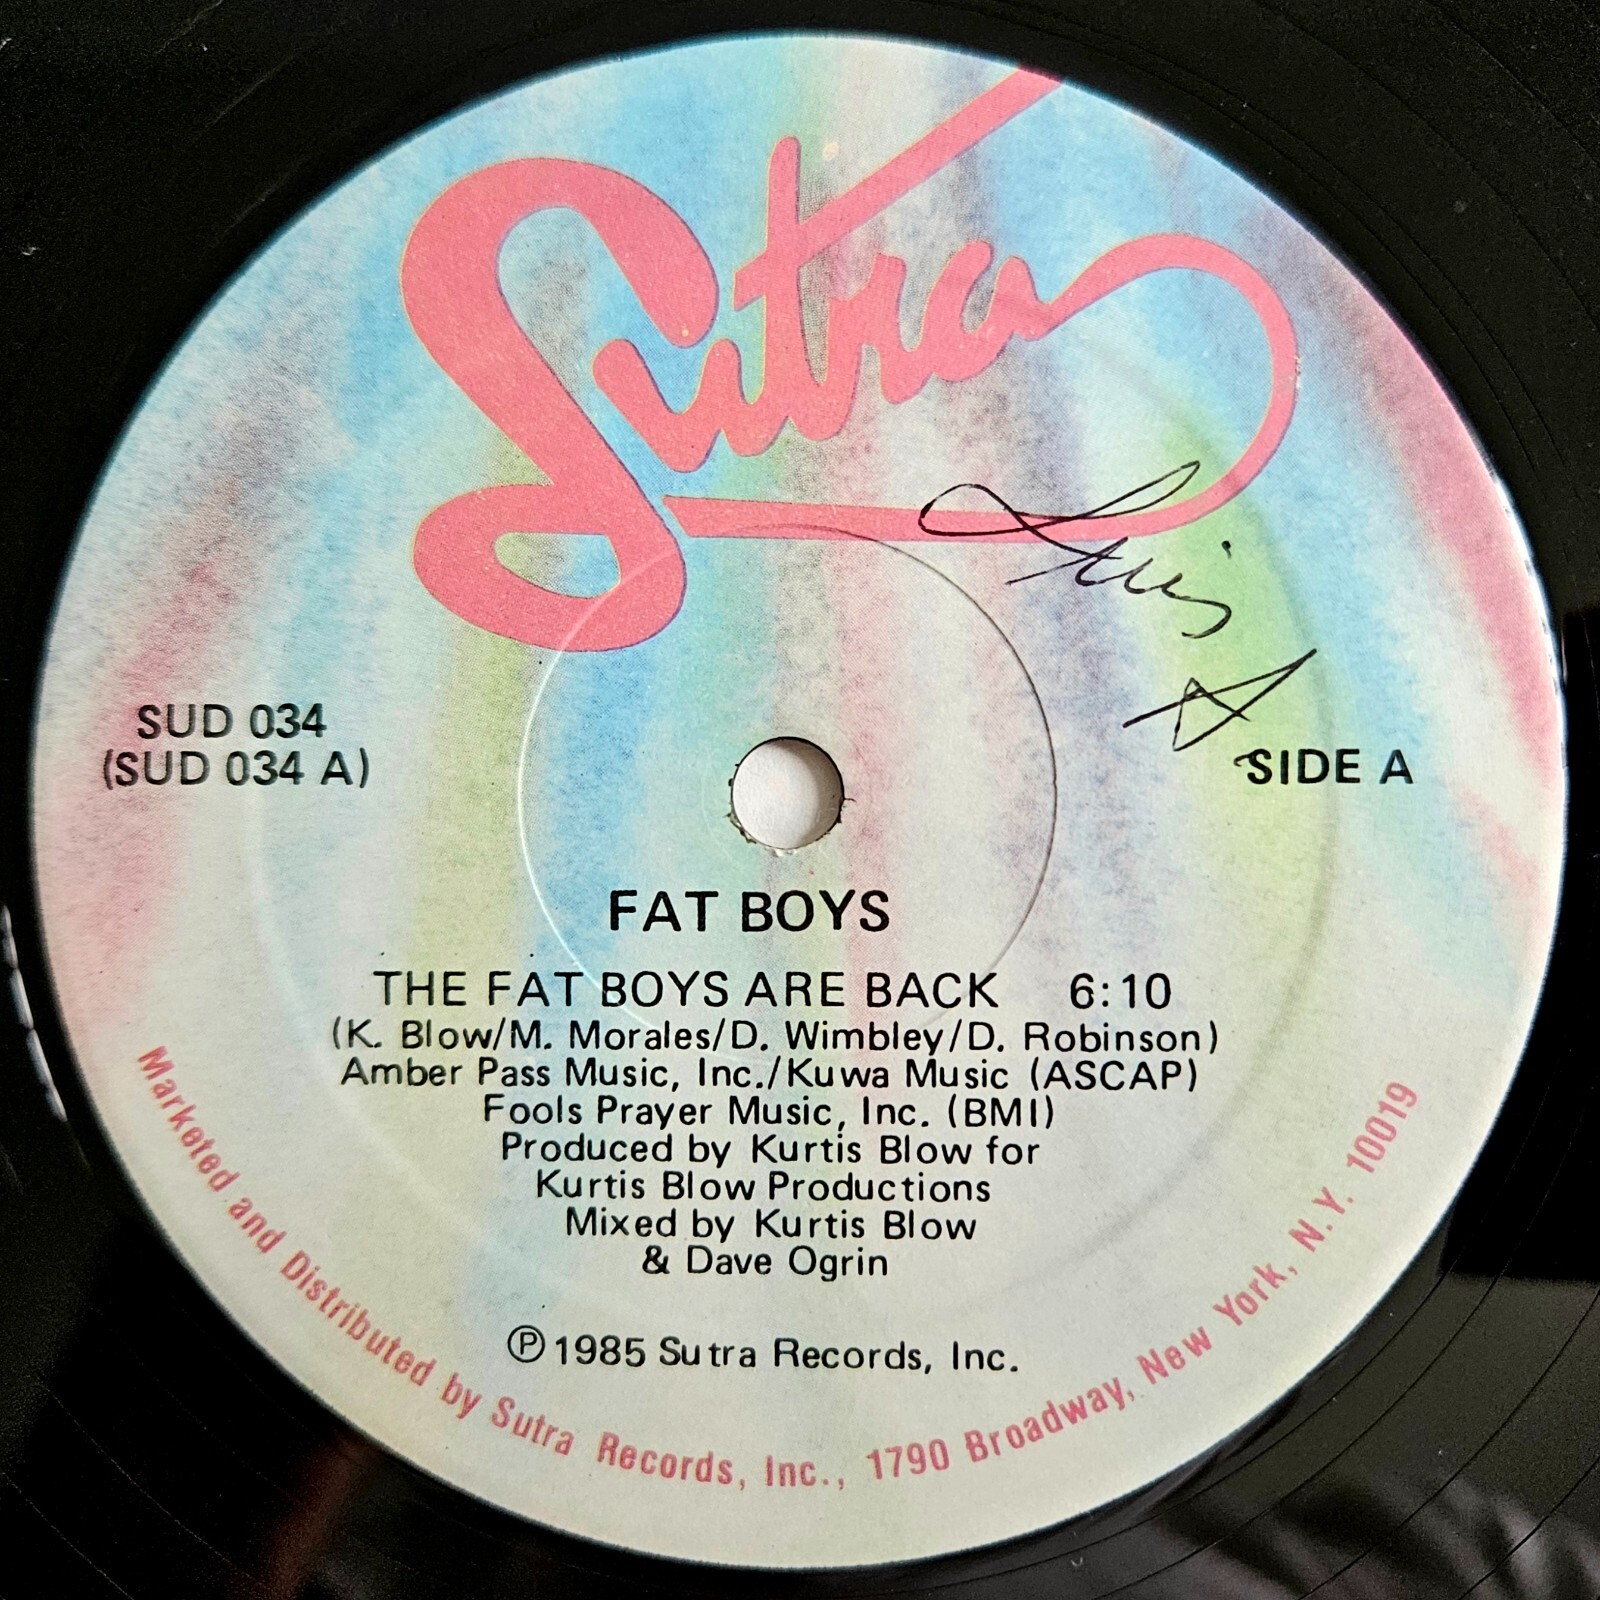 Sutra
SUD 034
(SUD 034 A)
SIDE A
FAT BOYS
THE FAT BOYS ARE BACK 6:10
(K. Blow/M. Morales/D. Wimbley/D. Robinson)
Amber Pass Music, Inc./Kuwa Music (ASCAP)
Fools Prayer Music, Inc. (BMI)
Produced by Kurtis Blow for
Kurtis Blow Productions
Mixed by Kurtis Blow
& Dave Ogrin
℗ 1985 Sutra Records, Inc.
Marketed and Distributed by Sutra Records, Inc., 1790 Broadway, New York, N.Y. 10019